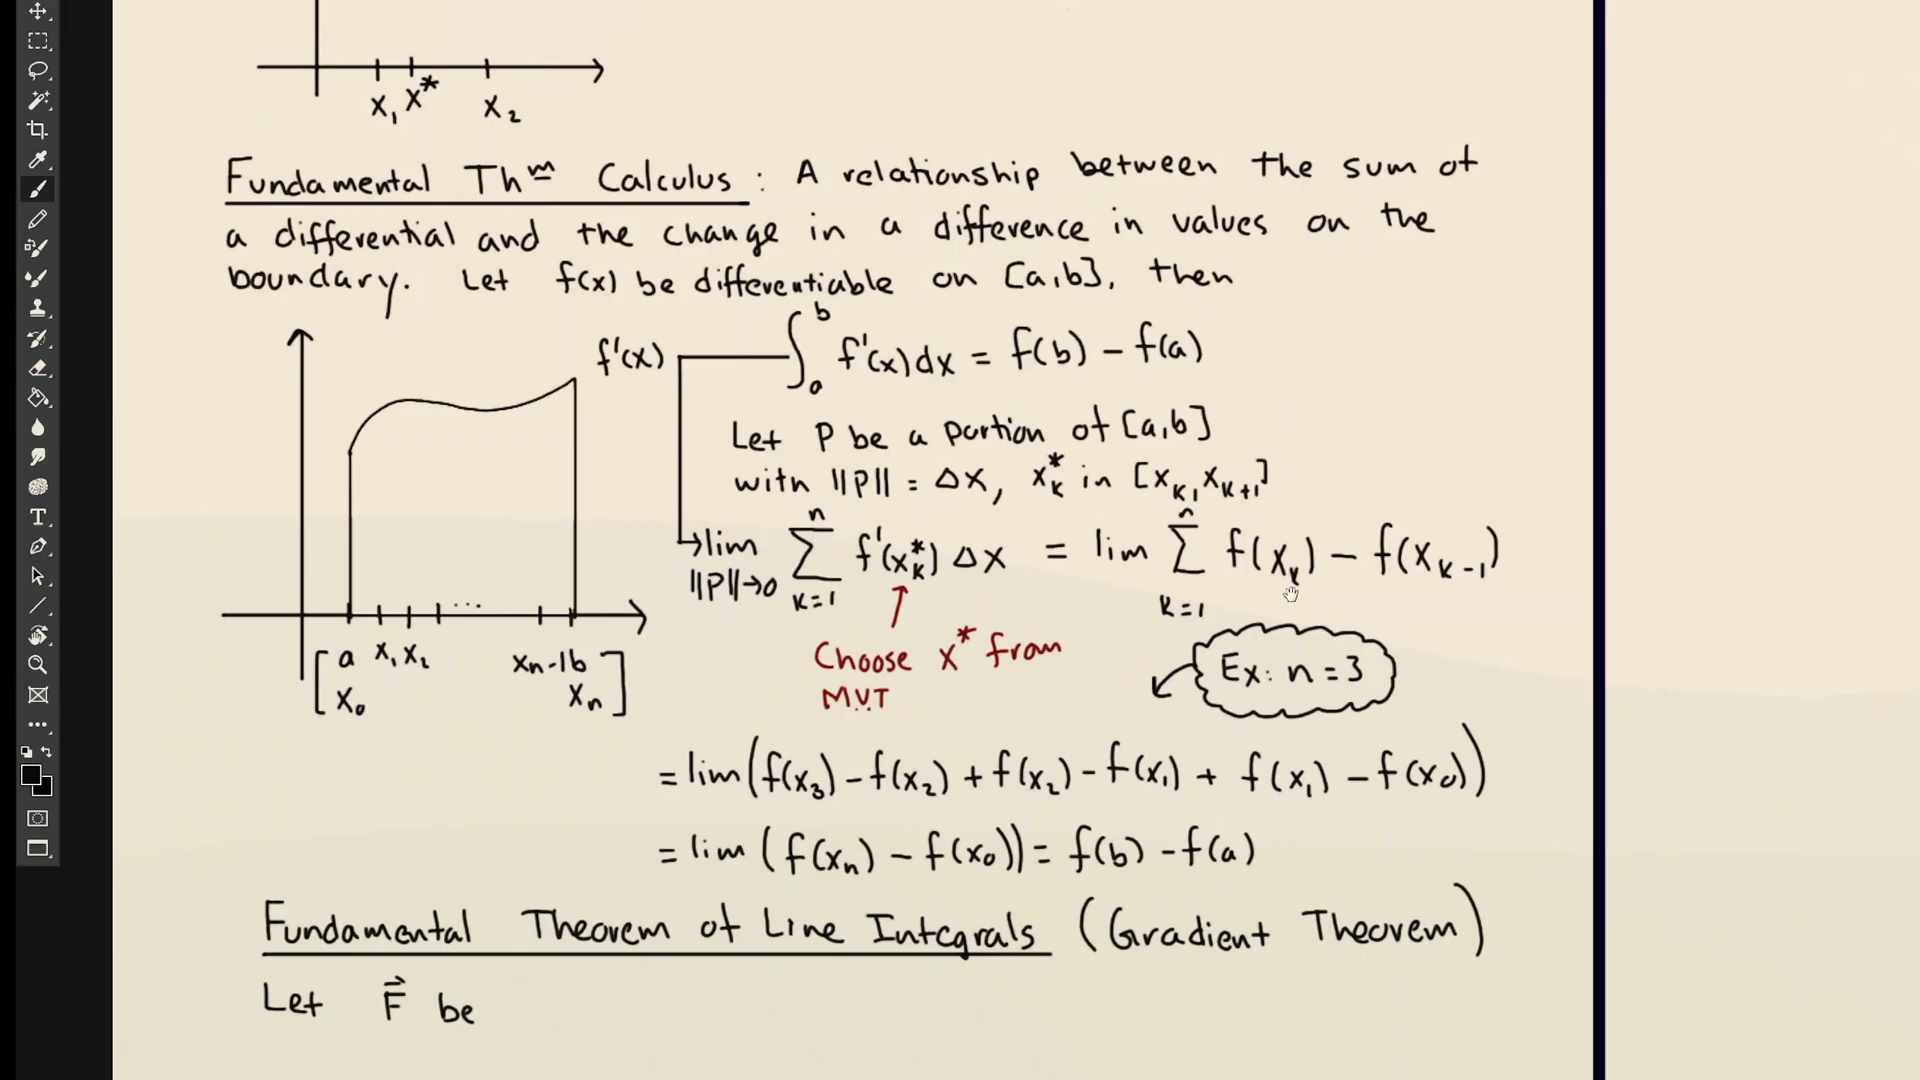 x₁ x* x₂
Fundamental Thᵐ Calculus : A relationship between the sum of
a differential and the change in a difference in values on the
boundary. Let f(x) be differentiable on [a,b], then
f'(x) ∫ₐᵇ f'(x)dx = f(b) - f(a)
Let P be a portion of [a,b]
with ||P|| = Δx, xₖ* in [xₖ, xₖ₊₁]
lim ||P||→0 ∑ₖ₌₁ⁿ f'(xₖ*) Δx = lim ∑ₖ₌₁ⁿ f(xₖ) - f(xₖ₋₁)
a x₁ x₂ ... xn-1 b
x₀ xₙ
Choose x* from
M.V.T
Ex: n = 3
= lim(f(x₃) - f(x₂) + f(x₂) - f(x₁) + f(x₁) - f(x₀))
= lim (f(xₙ) - f(x₀)) = f(b) - f(a)
Fundamental Theorem of Line Integrals (Gradient Theorem)
Let F⃗ be